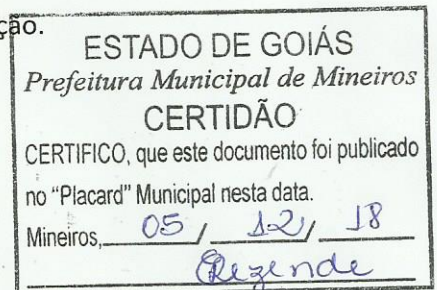 ção.
ESTADO DE GOIÁS
Prefeitura Municipal de Mineiros
CERTIDÃO
CERTIFICO, que este documento foi publicado
no “Placard” Municipal nesta data.
Mineiros, 05 / 12 / 18
Rezende